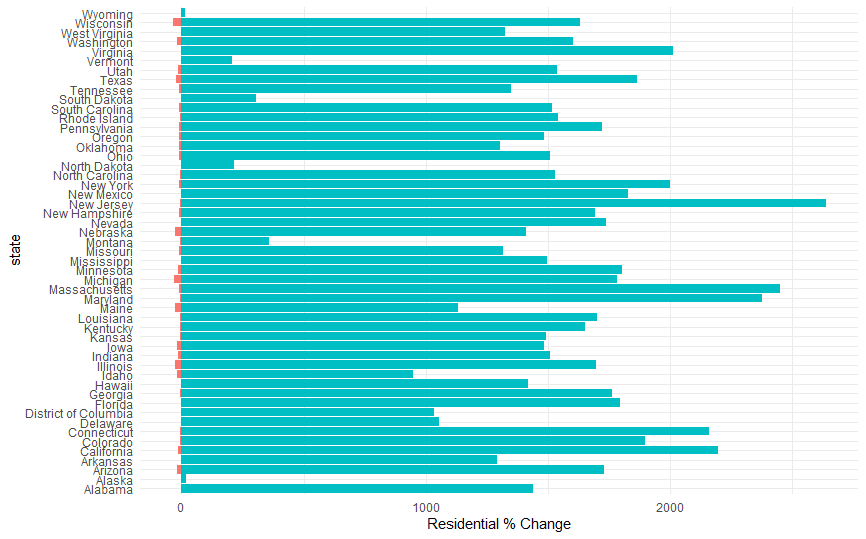 Wyoming
Wisconsin
West Virginia
Washington
Virginia
Vermont
Utah
Texas
Tennessee
South Dakota
South Carolina
Rhode Island
Pennsylvania
Oregon
Oklahoma
Ohio
North Dakota
North Carolina
New York
New Mexico
New Jersey
New Hampshire
Nevada
Nebraska
Montana
Missouri
Mississippi
Minnesota
Michigan
Massachusetts
Maryland
Maine
Louisiana
Kentucky
Kansas
Iowa
Indiana
Illinois
Idaho
Hawaii
Georgia
Florida
District of Columbia
Delaware
Connecticut
Colorado
California
Arkansas
Arizona
Alaska
Alabama
state
0 1000 2000
Residential % Change